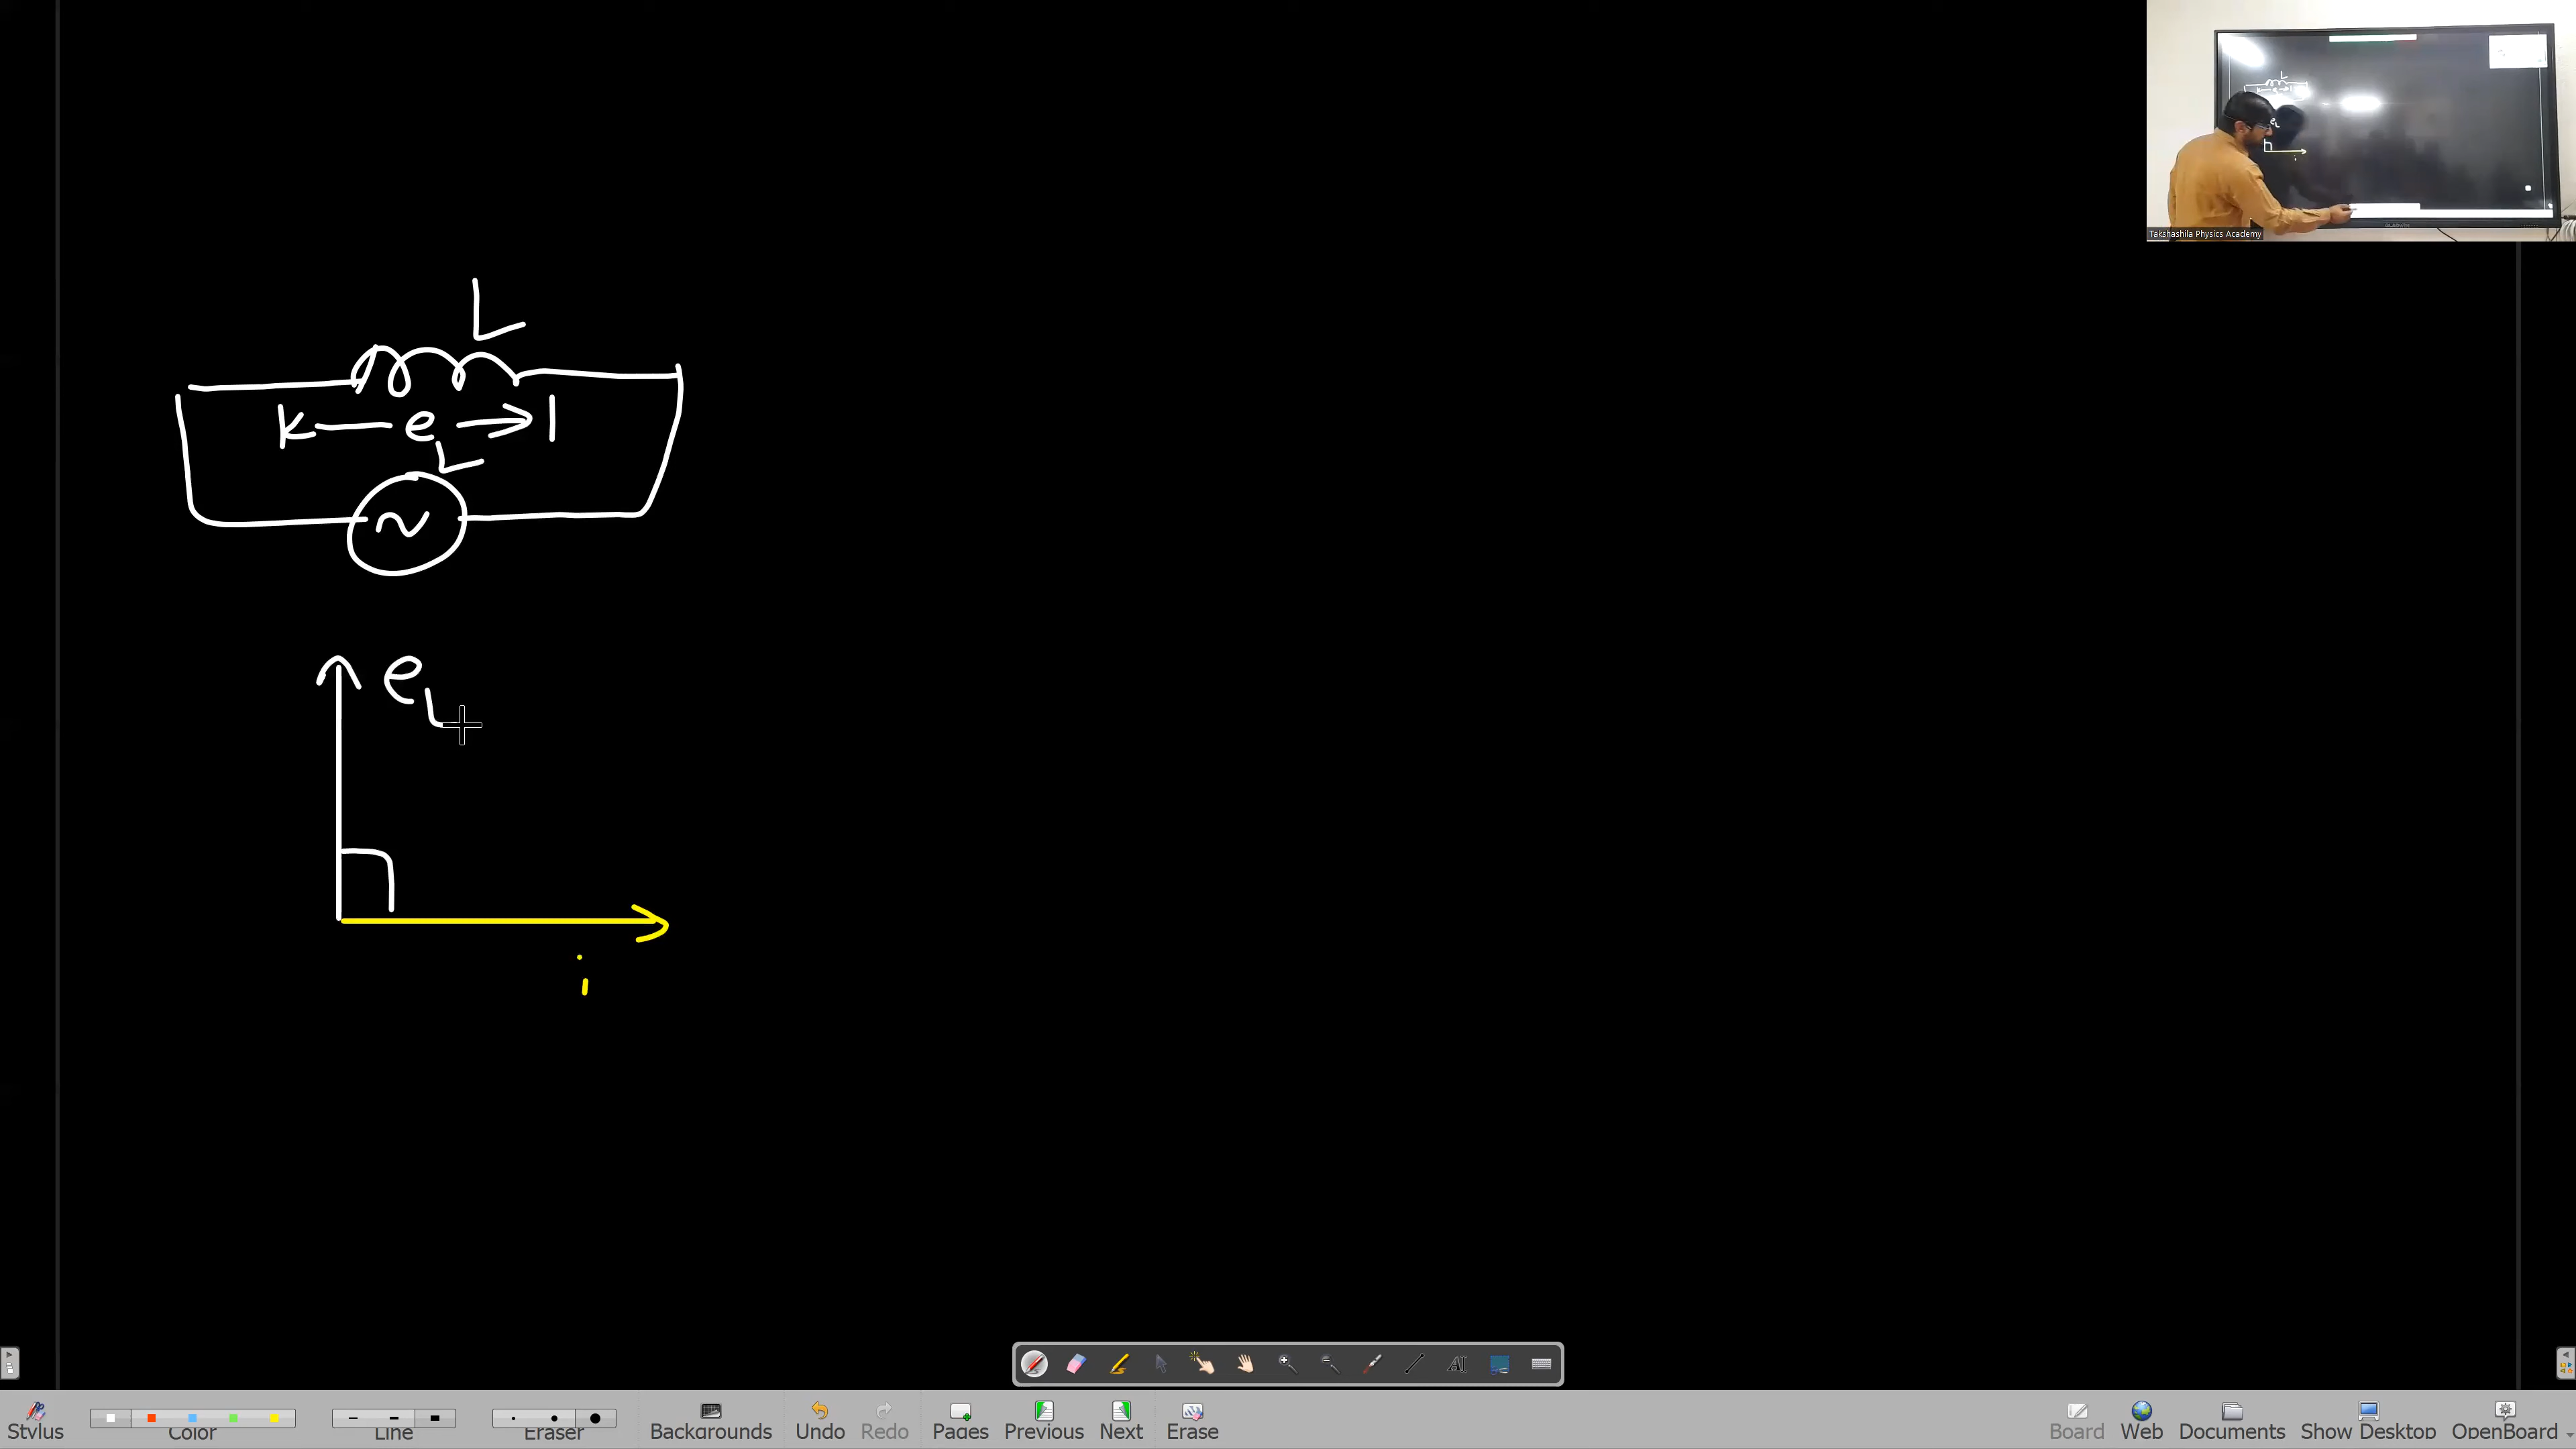 Takshashila Physics Academy
L
k — e L → |
~
e L
i
Stylus
Color
Line
Eraser
Backgrounds
Undo
Redo
Pages
Previous
Next
Erase
Board
Web
Documents
Show Desktop
OpenBoard